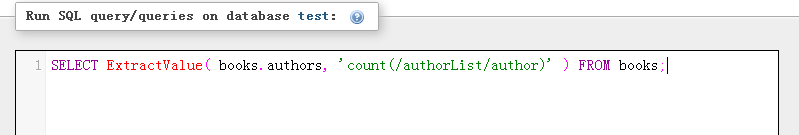 Run SQL query/queries on database test:
1 SELECT ExtractValue( books.authors, 'count(/authorList/author)' ) FROM books;